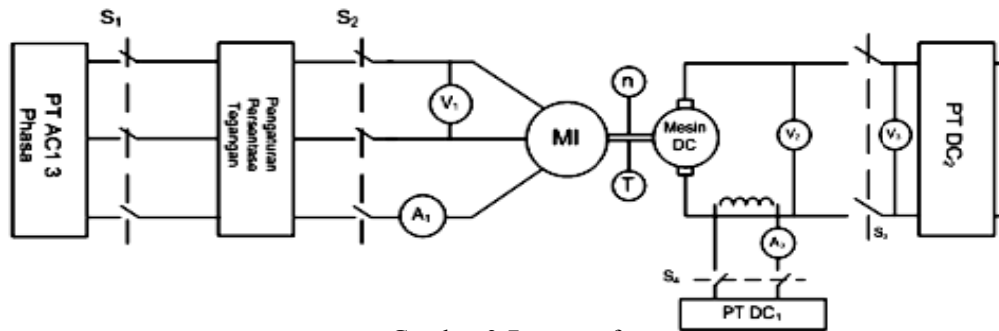 S1
S2
PT AC1 3
Phasa
Pengaturan
Persentase
Tegangan
V1
A1
MI
n
T
Mesin
DC
V2
V3
S3
A2
S4
PT DC1
PT DC2